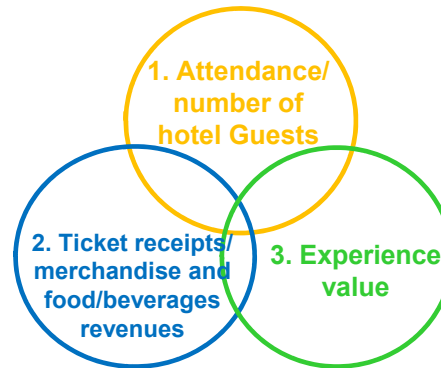 1. Attendance/
number of
hotel Guests
2. Ticket receipts/
merchandise and
food/beverages
revenues
3. Experience
value